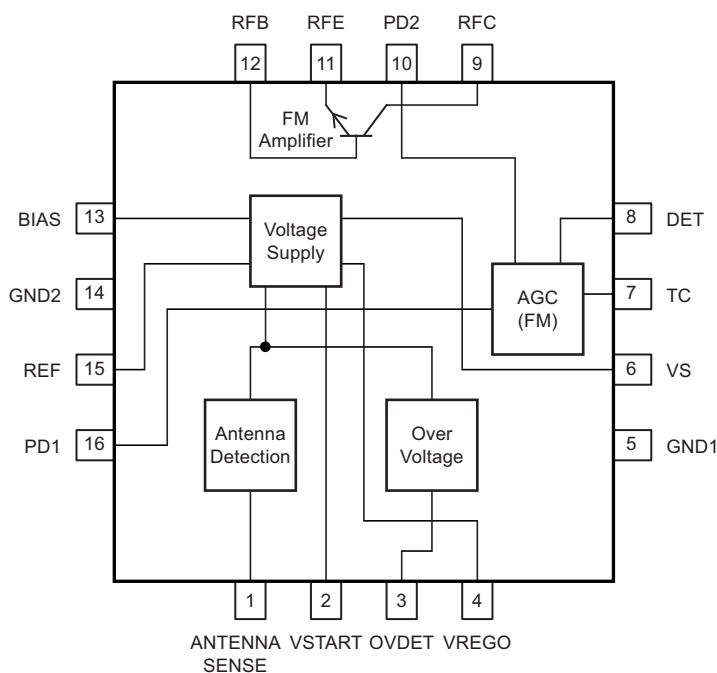 RFB RFE PD2 RFC
12 11 10 9
FM
Amplifier
BIAS 13
Voltage
Supply
8 DET
GND2 14
AGC
(FM)
7 TC
REF 15
6 VS
PD1 16
Antenna
Detection
Over
Voltage
5 GND1
1 2 3 4
ANTENNA
SENSE
VSTART OVDET VREGO